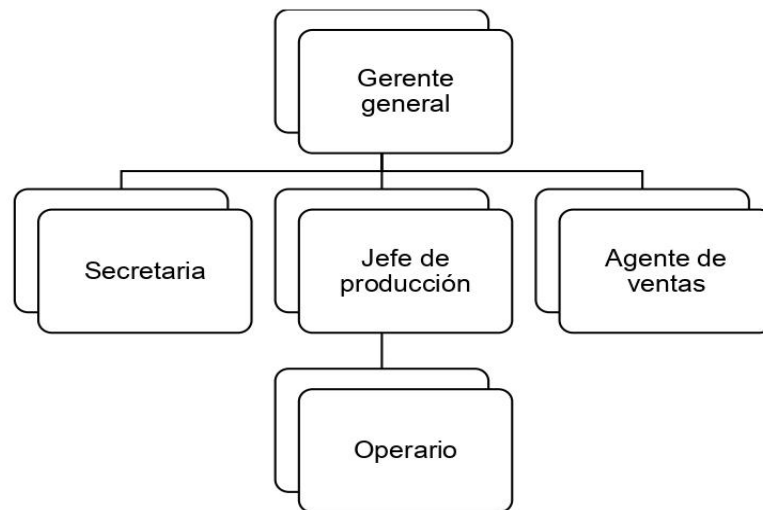 Gerente
general
Secretaria
Jefe de
producción
Agente de
ventas
Operario